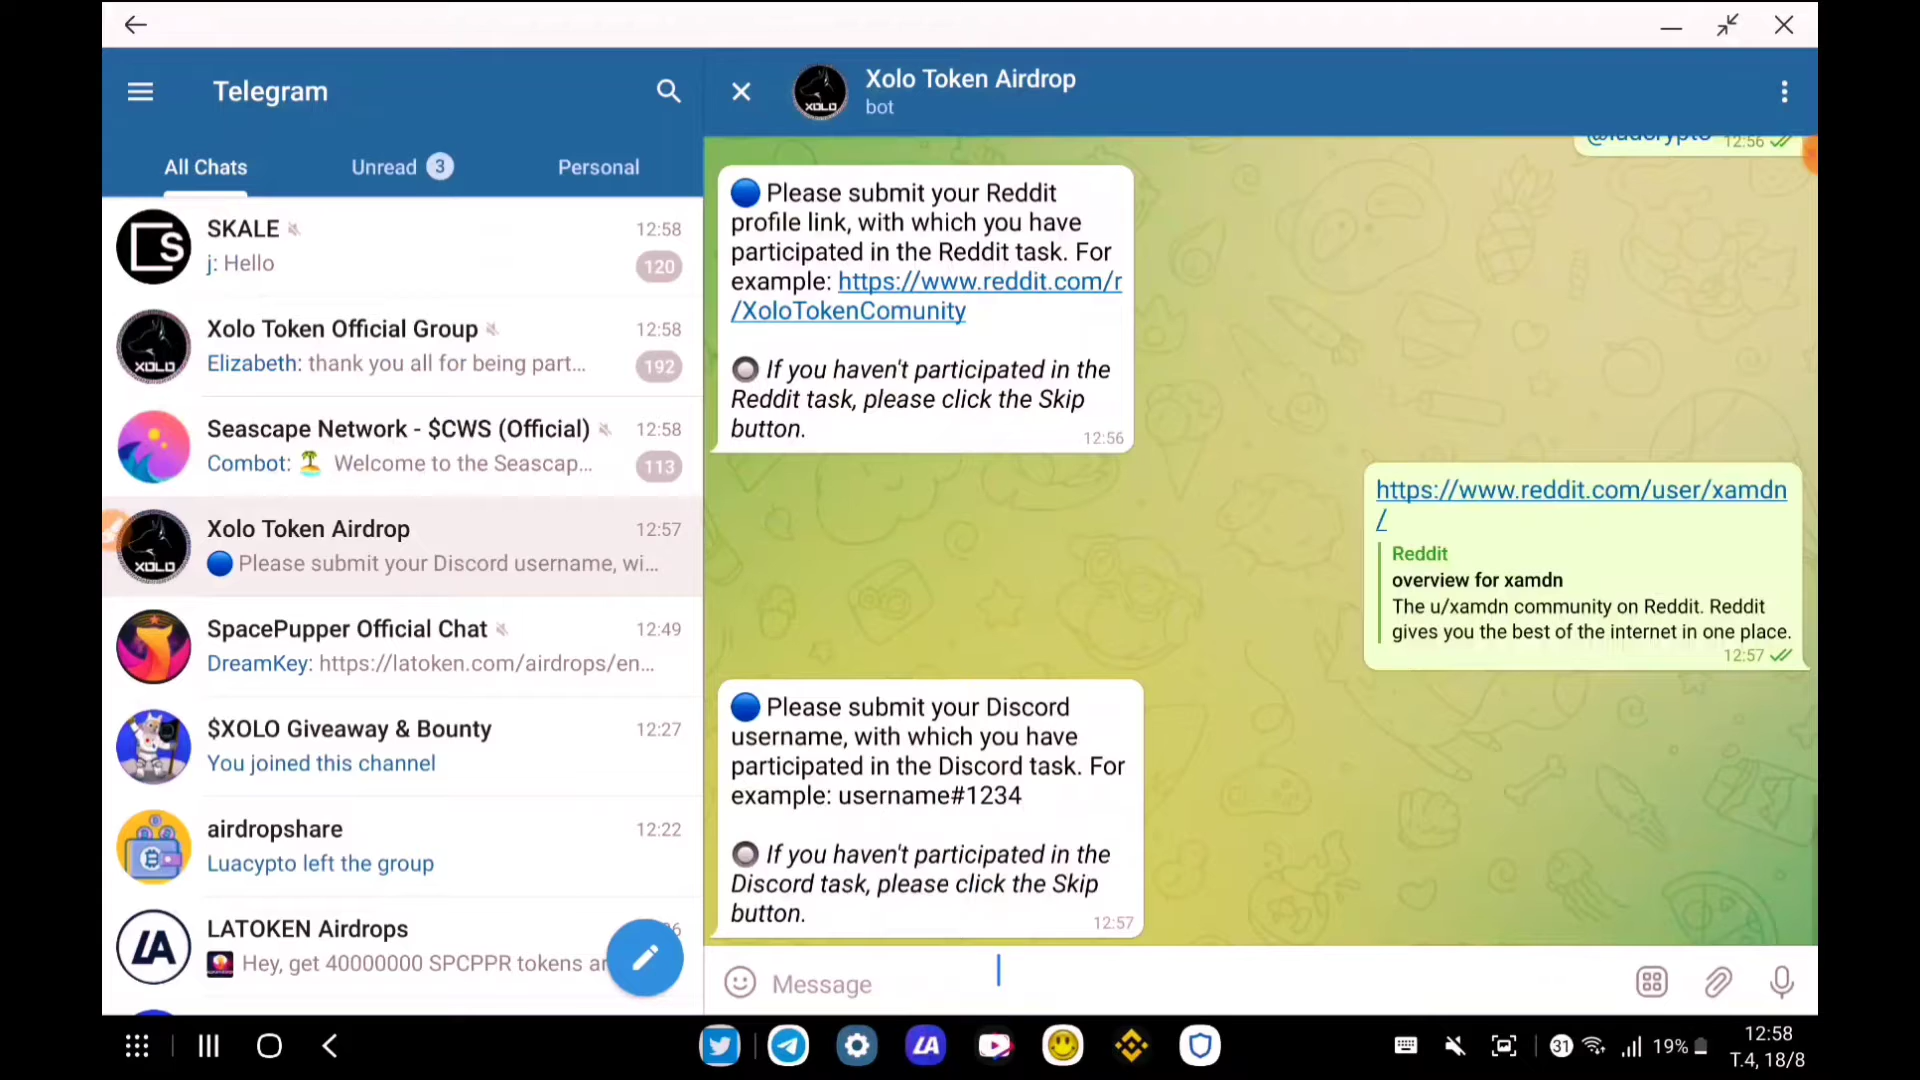 Telegram
All Chats
Unread 3
Personal
SKALE 12:58
j: Hello 120
Xolo Token Official Group 12:58
Elizabeth: thank you all for being part... 192
Seascape Network - $CWS (Official) 12:58
Combot: 🏝 Welcome to the Seascap... 113
Xolo Token Airdrop 12:57
🔵 Please submit your Discord username, wi...
SpacePupper Official Chat 12:49
DreamKey: https://latoken.com/airdrops/en...
$XOLO Giveaway & Bounty 12:27
You joined this channel
airdropshare 12:22
Luacypto left the group
LATOKEN Airdrops
Hey, get 40000000 SPCPPR tokens
XOLO
Xolo Token Airdrop
bot
12:56
🔵 Please submit your Reddit
profile link, with which you have
participated in the Reddit task. For
example: https://www.reddit.com/r
/XoloTokenComunity
🔘 If you haven't participated in the
Reddit task, please click the Skip
button.
12:56
https://www.reddit.com/user/xamdn
/
Reddit
overview for xamdn
The u/xamdn community on Reddit. Reddit
gives you the best of the internet in one place.
12:57
🔵 Please submit your Discord
username, with which you have
participated in the Discord task. For
example: username#1234
🔘 If you haven't participated in the
Discord task, please click the Skip
button.
12:57
Message
31
19%
12:58
T.4, 18/8